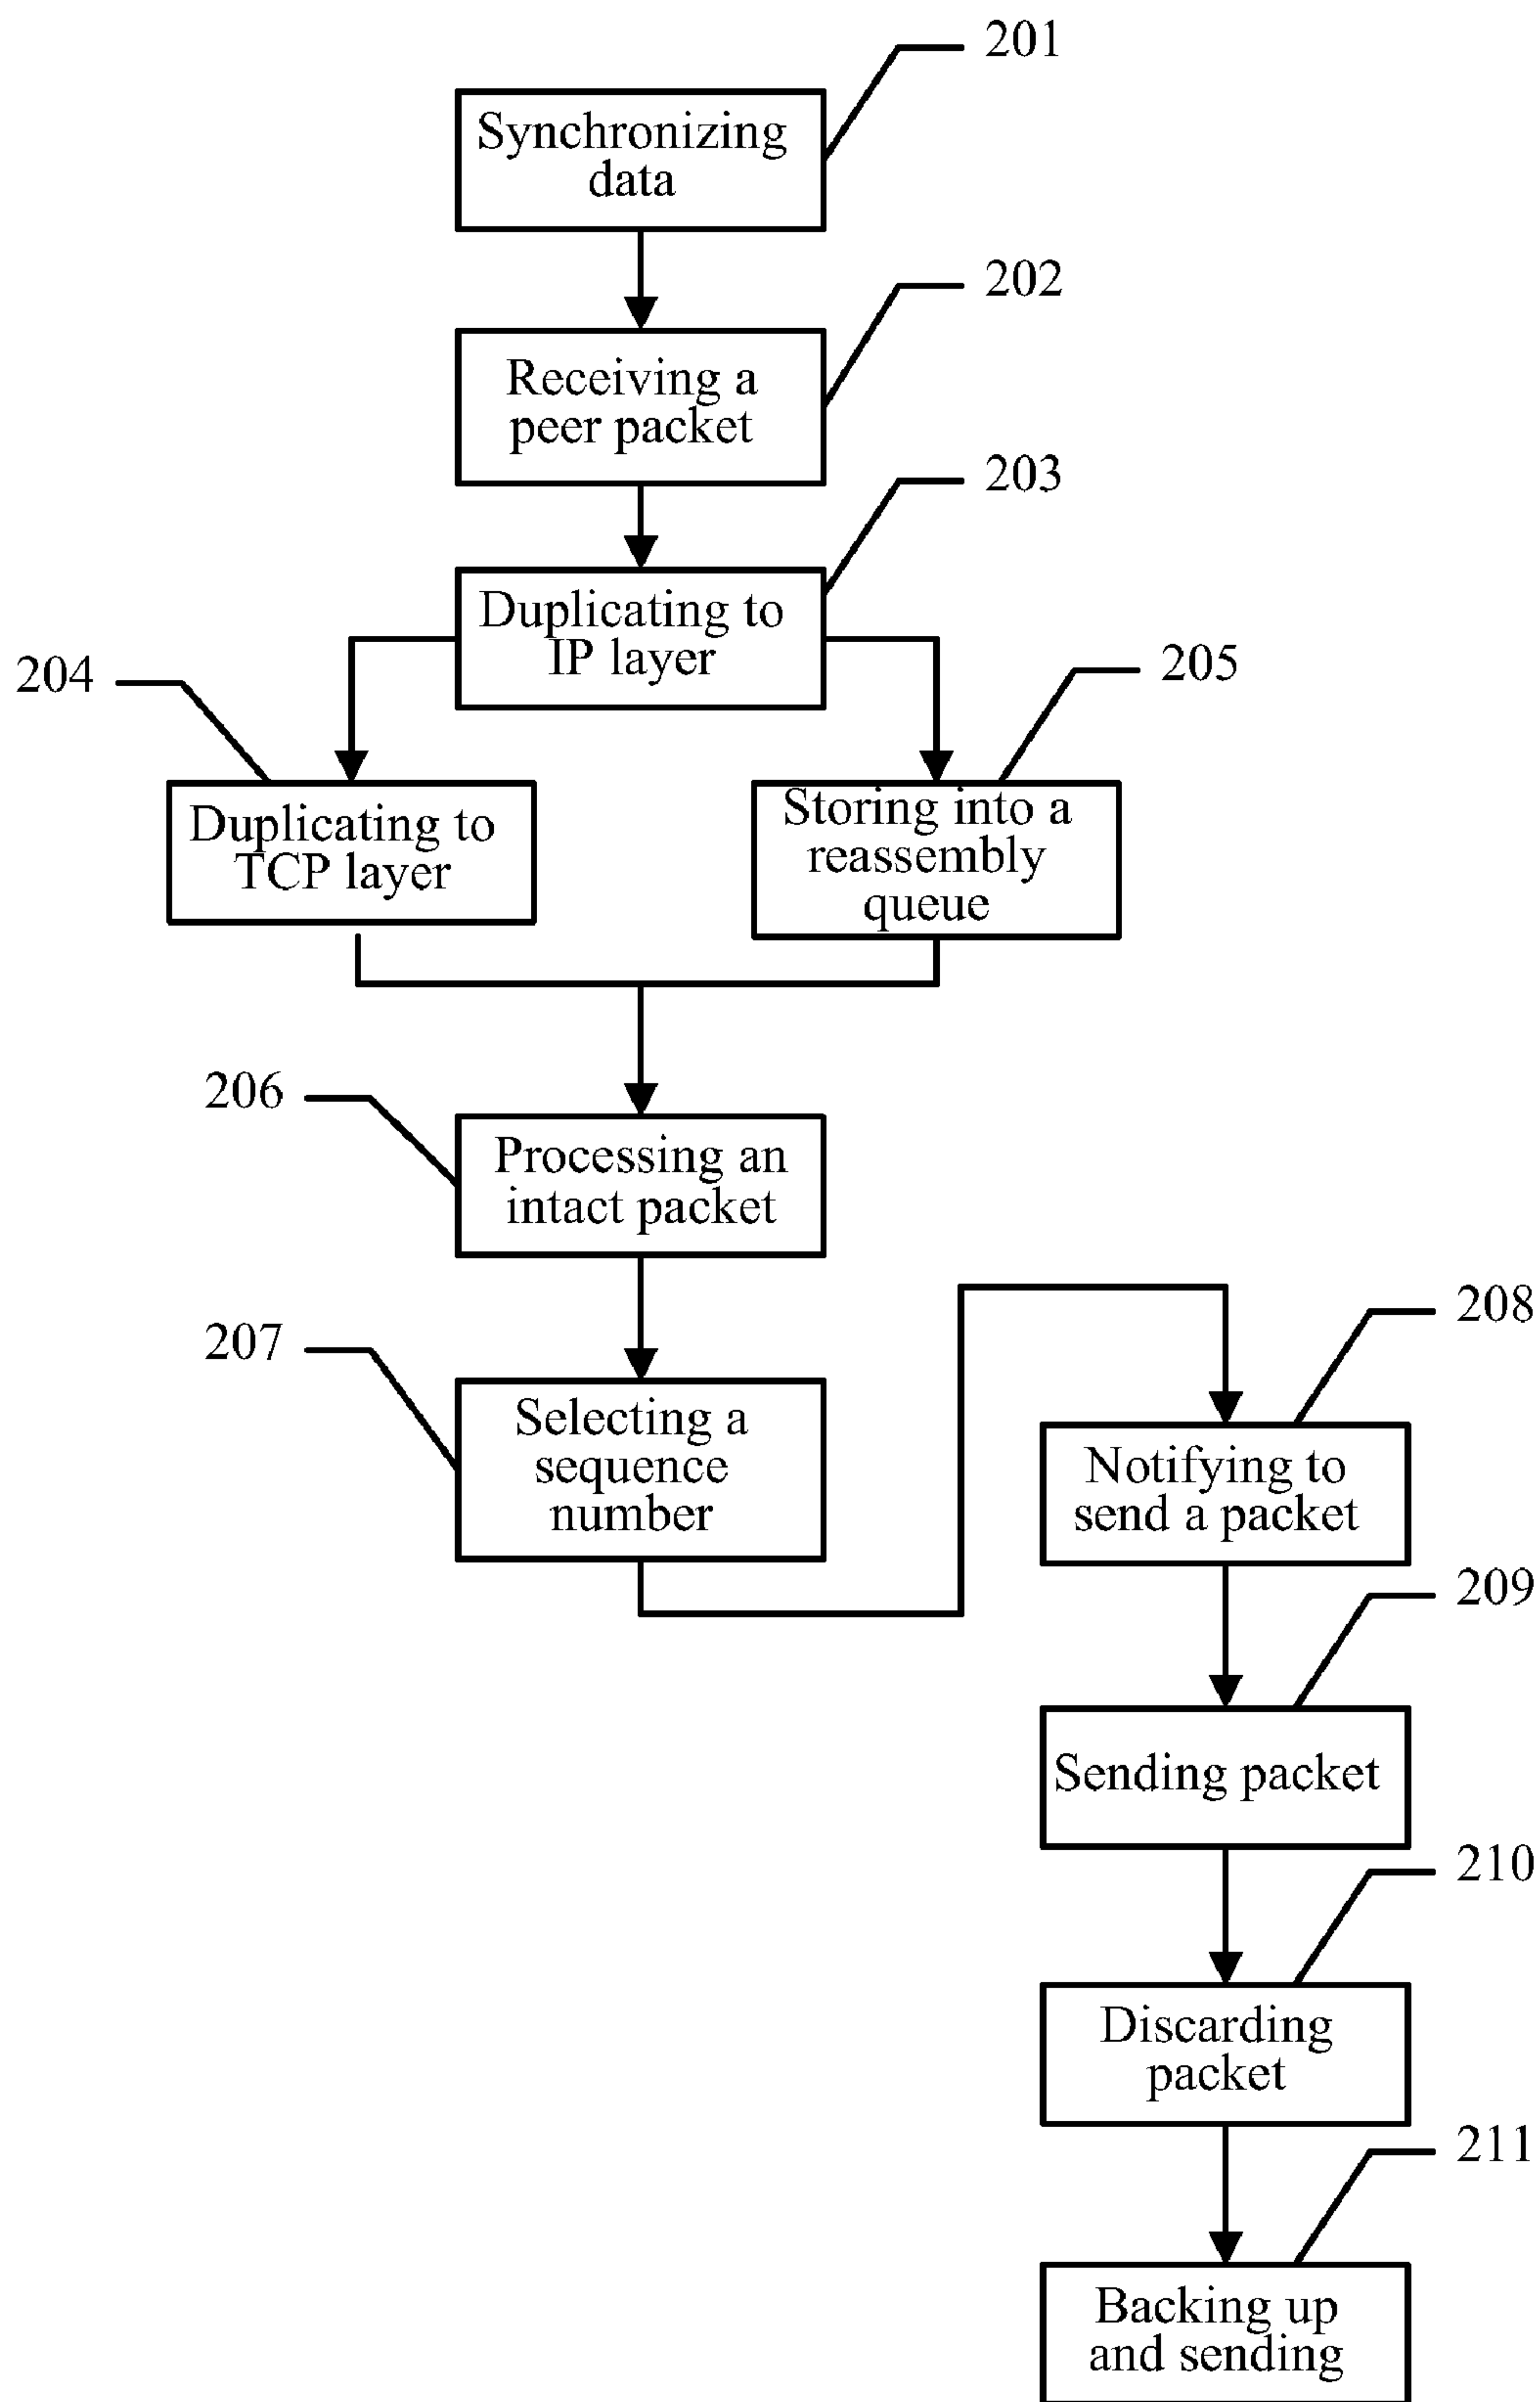 201
Synchronizing
data
202
Receiving a
peer packet
203
Duplicating to
IP layer
204
205
Duplicating to
TCP layer
Storing into a
reassembly
queue
206
Processing an
intact packet
207
Selecting a
sequence
number
208
Notifying to
send a packet
209
Sending packet
210
Discarding
packet
211
Backing up
and sending